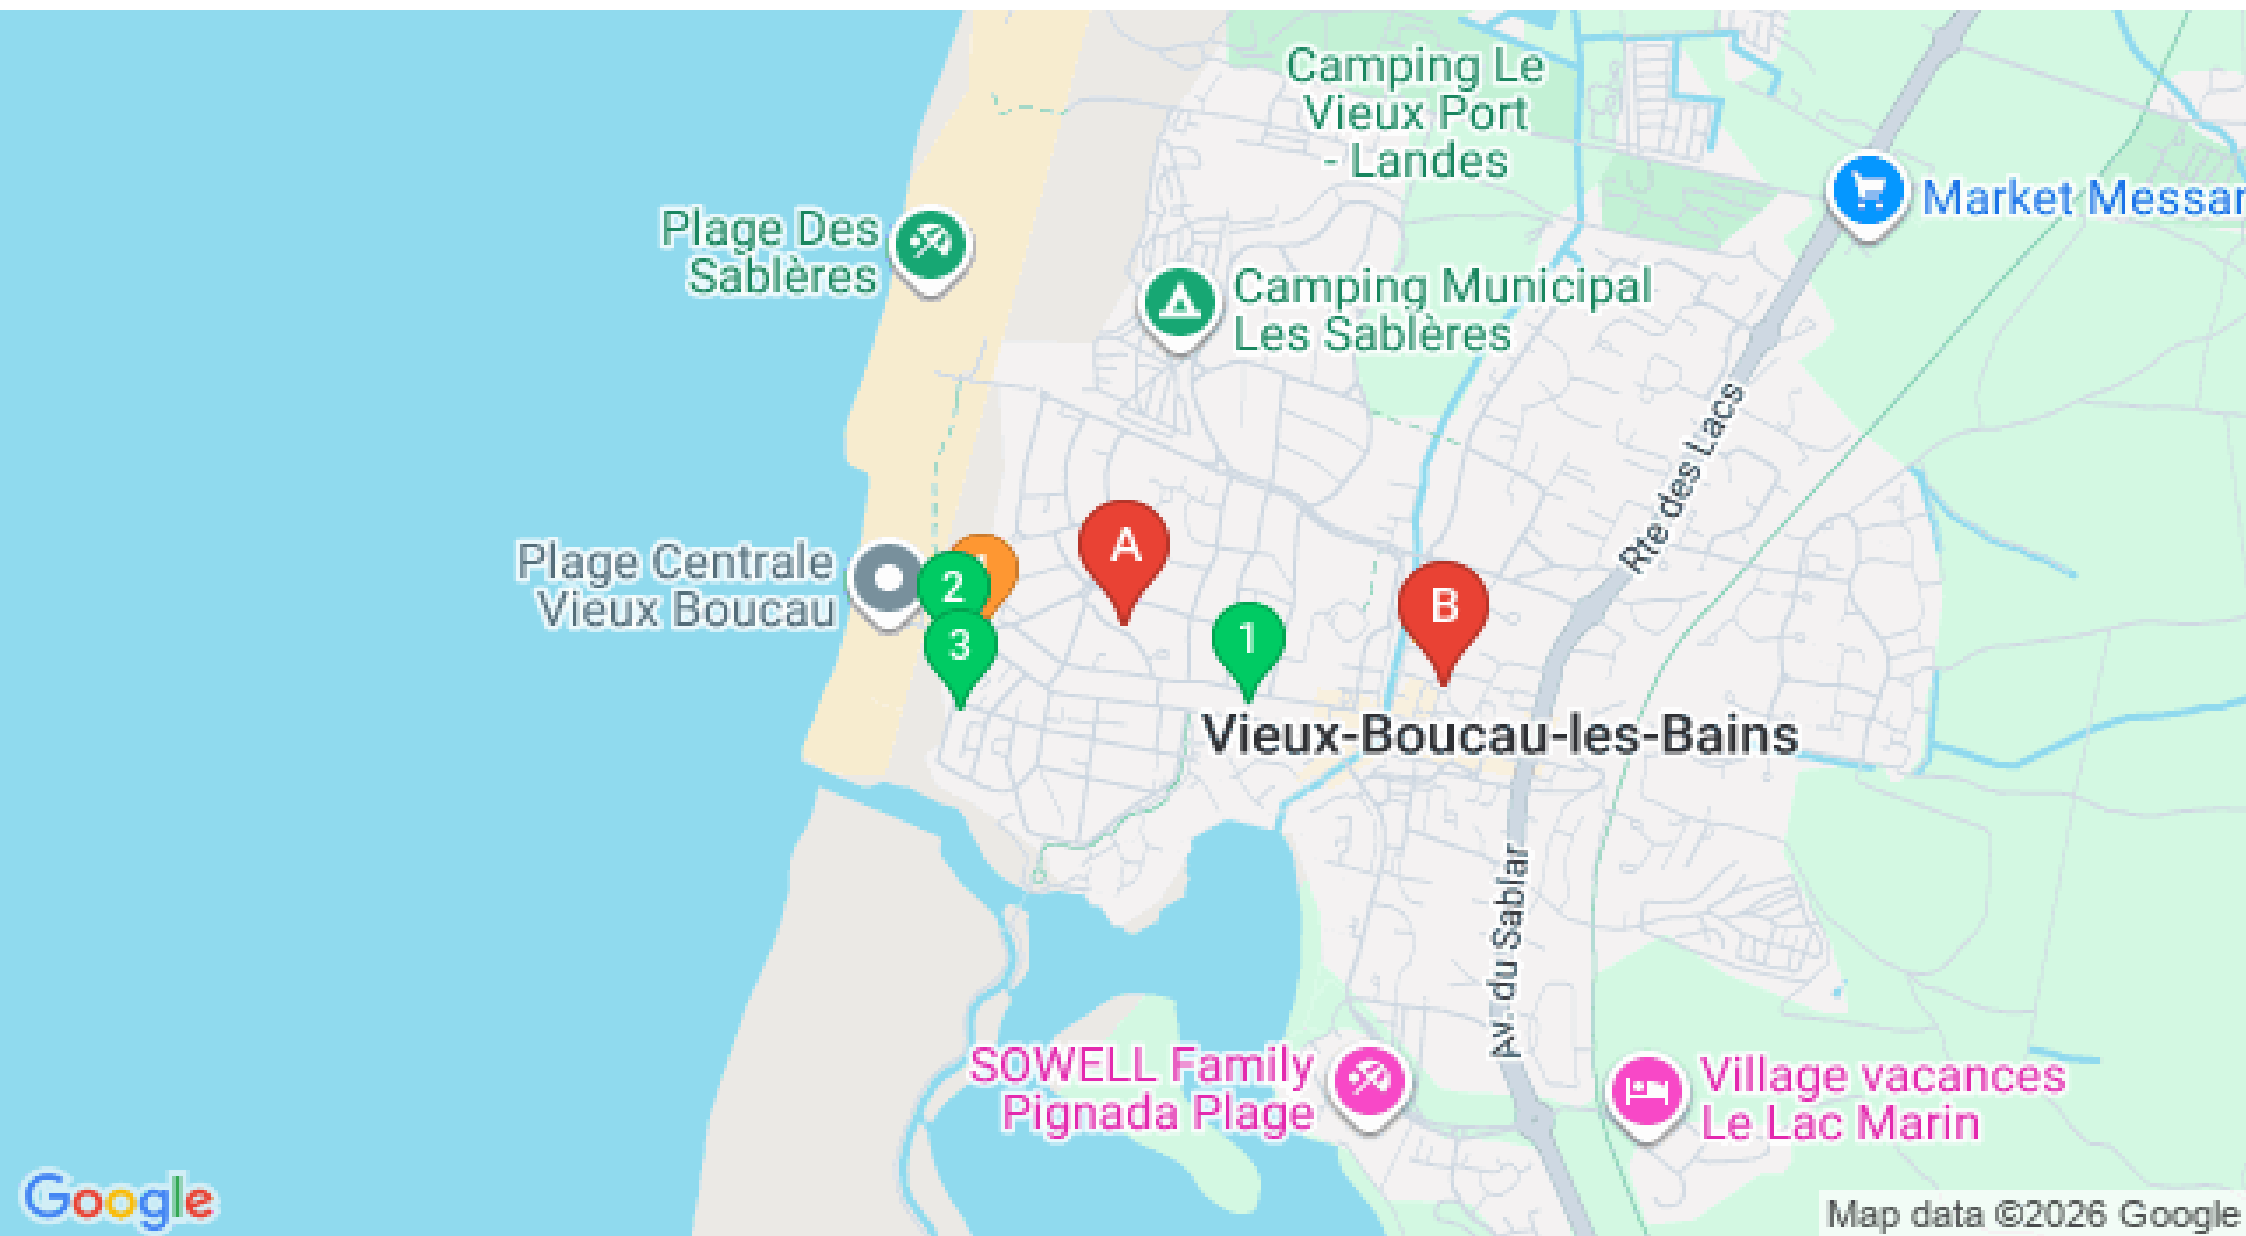 Camping Le
Vieux Port
- Landes
Market Messan
Plage Des
Sablères
Camping Municipal
Les Sablères
Rte des Lacs
A
Plage Centrale
Vieux Boucau
2
B
3
1
Vieux-Boucau-les-Bains
Av. du Sablar
SOWELL Family
Pignada Plage
Village vacances
Le Lac Marin
Google
Map data ©2026 Google